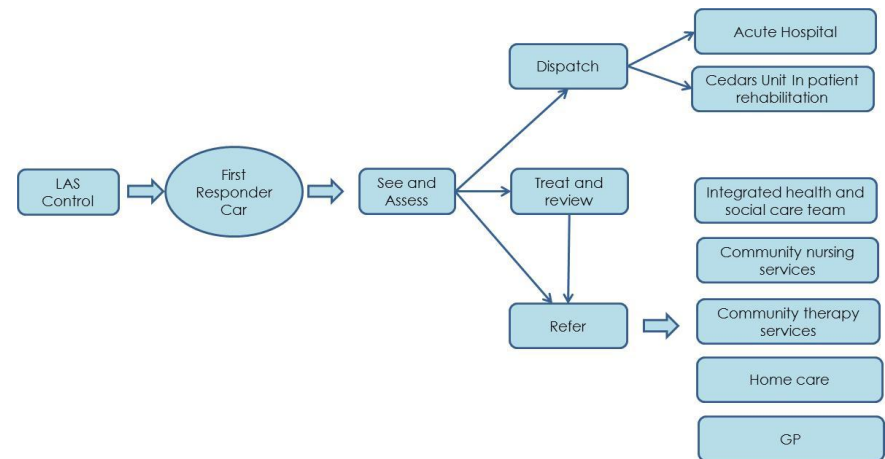 LAS
Control
First
Responder
Car
See and
Assess
Dispatch
Treat and
review
Refer
Acute Hospital
Cedars Unit In patient
rehabilitation
Integrated health and
social care team
Community nursing
services
Community therapy
services
Home care
GP